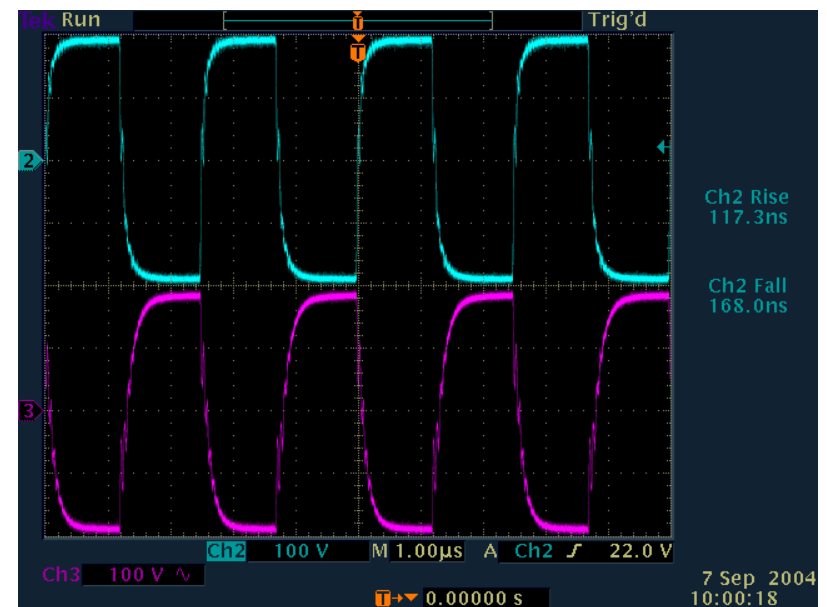 Tek Run Trig'd
T
2
Ch2 Rise
117.3ns
Ch2 Fall
168.0ns
3
Ch2 100 V M 1.00µs A Ch2 22.0 V
Ch3 100 V
7 Sep 2004
T 0.00000 s 10:00:18